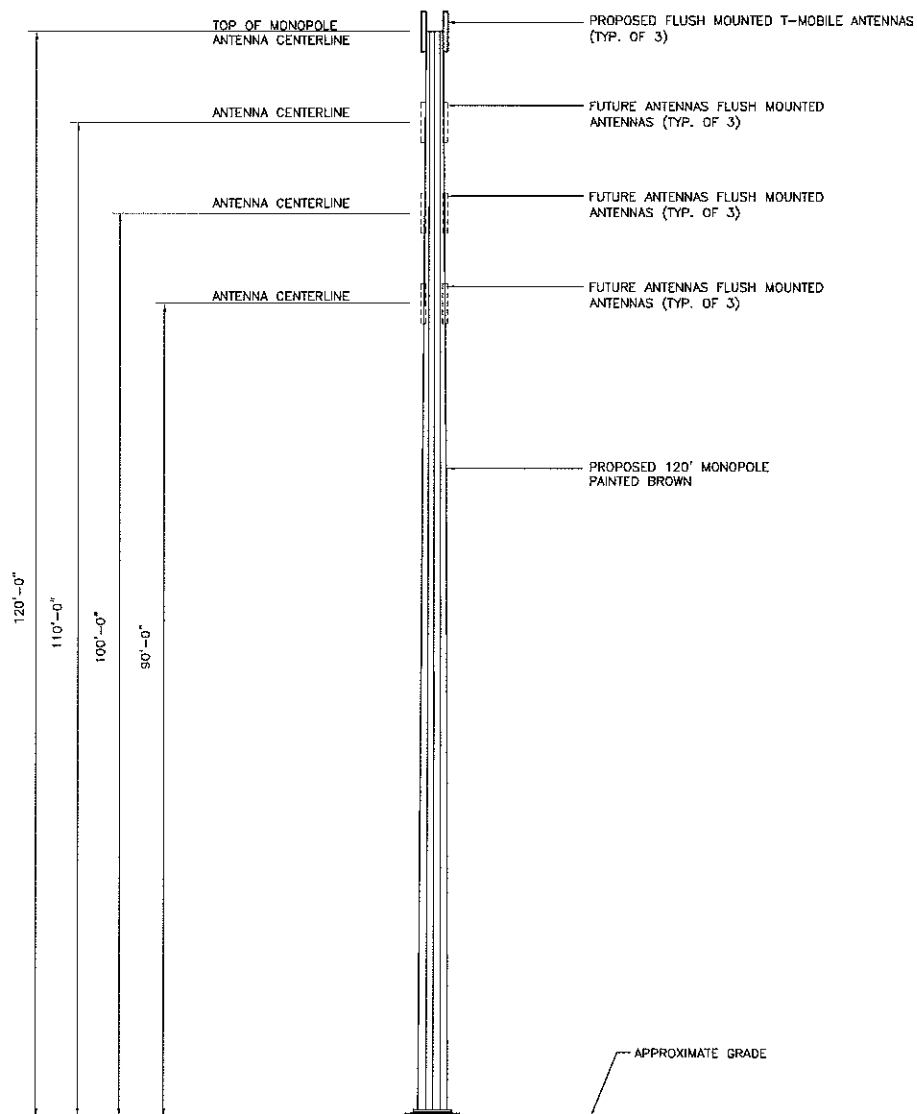 TOP OF MONOPOLE
ANTENNA CENTERLINE
PROPOSED FLUSH MOUNTED T-MOBILE ANTENNAS
(TYP. OF 3)
ANTENNA CENTERLINE
FUTURE ANTENNAS FLUSH MOUNTED
ANTENNAS (TYP. OF 3)
ANTENNA CENTERLINE
FUTURE ANTENNAS FLUSH MOUNTED
ANTENNAS (TYP. OF 3)
ANTENNA CENTERLINE
FUTURE ANTENNAS FLUSH MOUNTED
ANTENNAS (TYP. OF 3)
PROPOSED 120' MONOPOLE
PAINTED BROWN
120'-0"
110'-0"
100'-0"
90'-0"
APPROXIMATE GRADE